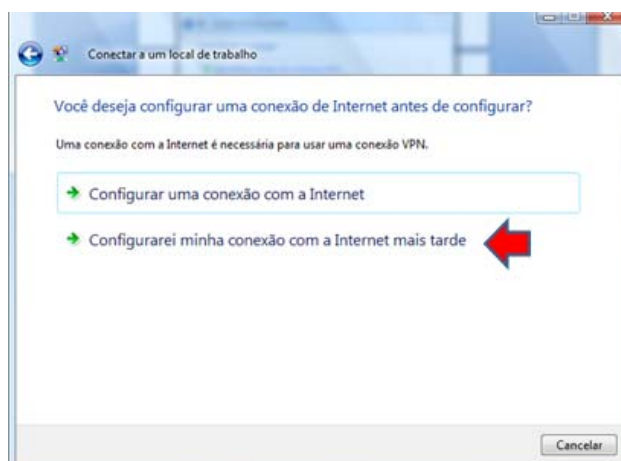 Conectar a um local de trabalho
Você deseja configurar uma conexão de Internet antes de configurar?
Uma conexão com a Internet é necessária para usar uma conexão VPN.
Configurar uma conexão com a Internet
Configurarei minha conexão com a Internet mais tarde
Cancelar